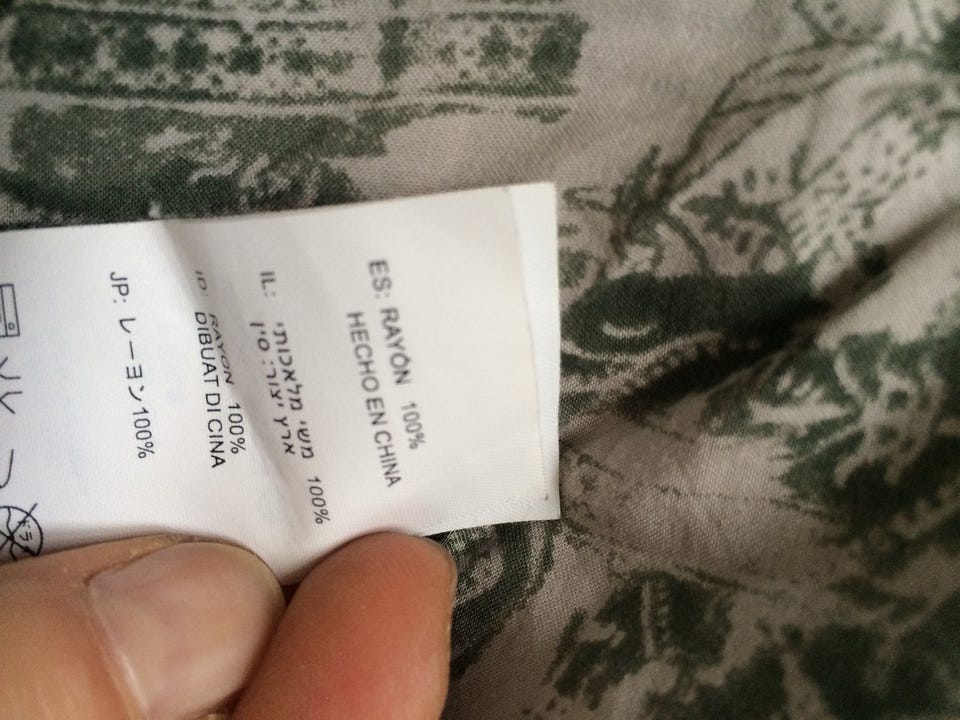 ES: RAYÓN 100%
HECHO EN CHINA
IL: משי מלאכותי 100%
ארץ יצור: סין
ID: RAYON 100%
DIBUAT DI CINA
JP: レーヨン100%